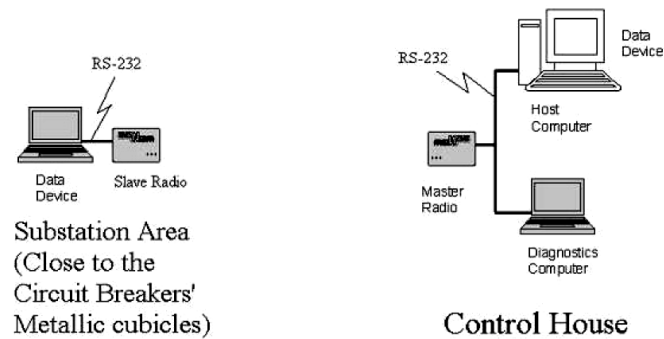 RS-232
Data
Device
Slave Radio
Substation Area
(Close to the
Circuit Breakers'
Metallic cubicles)
RS-232
Data
Device
Host
Computer
Master
Radio
Diagnostics
Computer
Control House